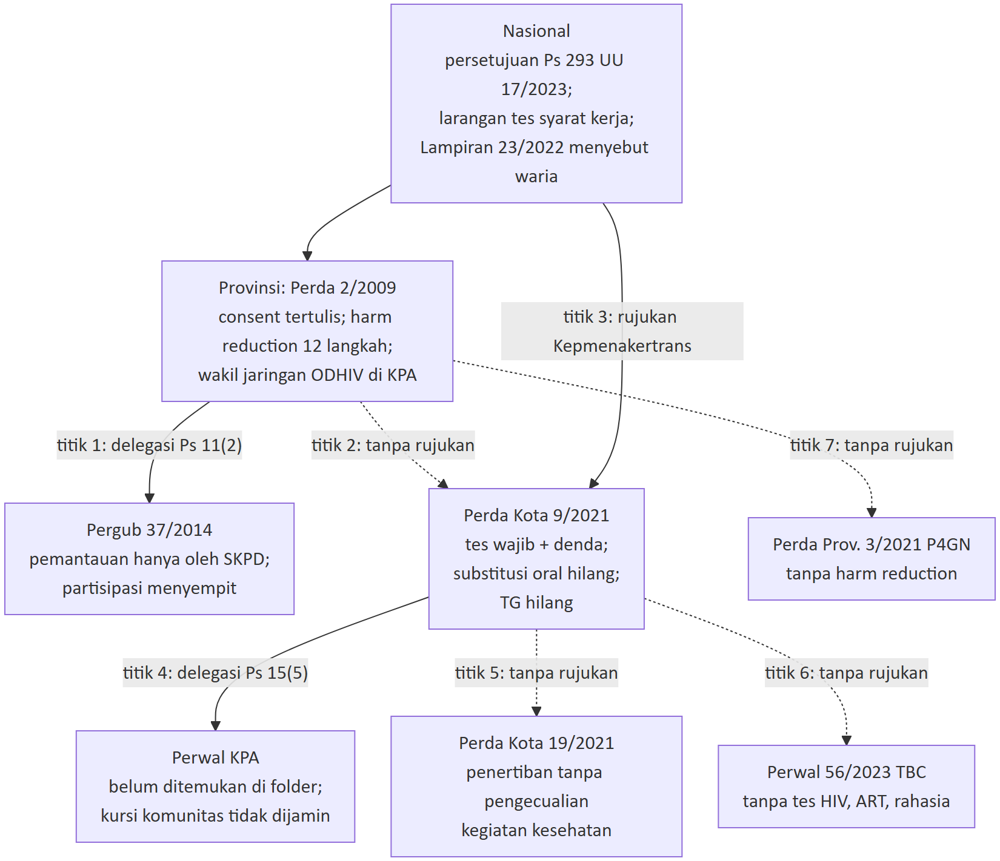 Nasional
persetujuan Ps 293 UU
17/2023;
larangan tes syarat kerja;
Lampiran 23/2022 menyebut
waria
Provinsi: Perda 2/2009
consent tertulis; harm
reduction 12 langkah;
wakil jaringan ODHIV di KPA
titik 3: rujukan
Kepmenakertrans
titik 1: delegasi Ps 11(2)
titik 2: tanpa rujukan
titik 7: tanpa rujukan
Pergub 37/2014
pemantauan hanya oleh SKPD;
partisipasi menyempit
Perda Kota 9/2021
tes wajib + denda;
substitusi oral hilang;
TG hilang
Perda Prov. 3/2021 P4GN
tanpa harm reduction
titik 4: delegasi Ps 15(5)
titik 5: tanpa rujukan
titik 6: tanpa rujukan
Perwal KPA
belum ditemukan di folder;
kursi komunitas tidak dijamin
Perda Kota 19/2021
penertiban tanpa
pengecualian
kegiatan kesehatan
Perwal 56/2023 TBC
tanpa tes HIV, ART, rahasia